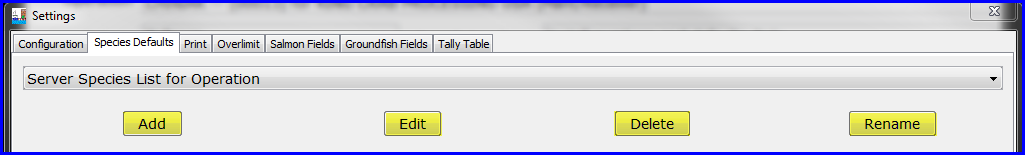 Settings
Configuration Species Defaults Print Overlimit Salmon Fields Groundfish Fields Tally Table
Server Species List for Operation
Add Edit Delete Rename